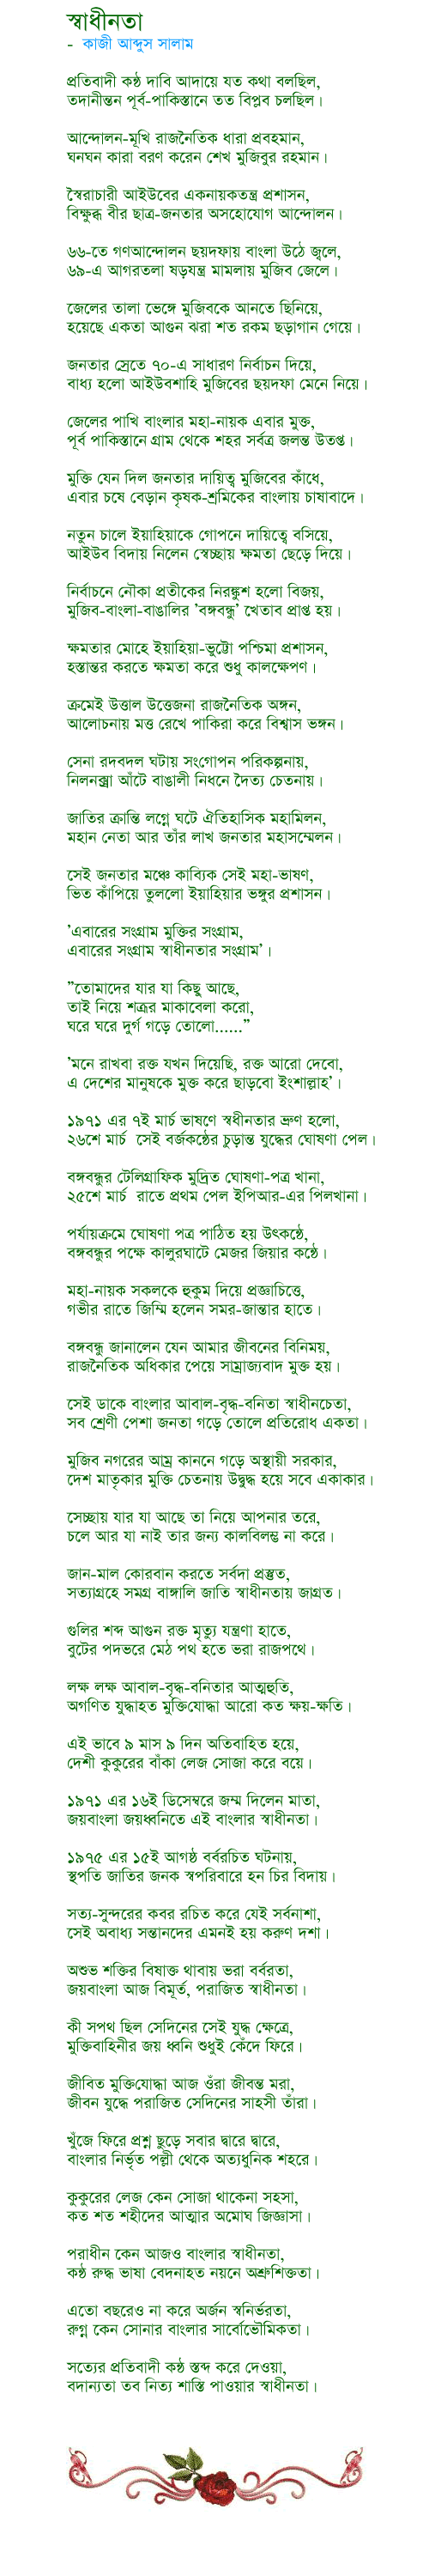 স্বাধীনতা
- কাজী আব্দুস সালাম
প্রতিবাদী কন্ঠ দাবি আদায়ে যত কথা বলছিল,
তদানীন্তন পূর্ব-পাকিস্তানে তত বিপ্লব চলছিল।
আন্দোলন-মূখি রাজনৈতিক ধারা প্রবহমান,
ঘনঘন কারা বরণ করেন শেখ মুজিবুর রহমান।
স্বৈরাচারী আইউবের একনায়কতন্ত্র প্রশাসন,
বিক্ষুব্ধ বীর ছাত্র-জনতার অসহোযোগ আন্দোলন।
৬৬-তে গণআন্দোলন ছয়দফায় বাংলা উঠে জ্বলে,
৬৯-এ আগরতলা ষড়যন্ত্র মামলায় মুজিব জেলে।
জেলের তালা ভেঙ্গে মুজিবকে আনতে ছিনিয়ে,
হয়েছে একতা আগুন ঝরা শত রকম ছড়াগান গেয়ে।
জনতার স্রেতে ৭০-এ সাধারণ নির্বাচন দিয়ে,
বাধ্য হলো আইউবশাহি মুজিবের ছয়দফা মেনে নিয়ে।
জেলের পাখি বাংলার মহা-নায়ক এবার মুক্ত,
পূর্ব পাকিস্তানে গ্রাম থেকে শহর সর্বত্র জলন্ত উতপ্ত।
মুক্তি যেন দিল জনতার দায়িত্ব মুজিবের কাঁধে,
এবার চষে বেড়ান কৃষক-শ্রমিকের বাংলায় চাষাবাদে।
নতুন চালে ইয়াহিয়াকে গোপনে দায়িত্বে বসিয়ে,
আইউব বিদায় নিলেন স্বেচ্ছায় ক্ষমতা ছেড়ে দিয়ে।
নির্বাচনে নৌকা প্রতীকের নিরঙ্কুশ হলো বিজয়,
মুজিব-বাংলা-বাঙালির ’বঙ্গবন্ধু’ খেতাব প্রাপ্ত হয়।
ক্ষমতার মোহে ইয়াহিয়া-ভুট্টো পশ্চিমা প্রশাসন,
হস্তান্তর করতে ক্ষমতা করে শুধু কালক্ষেপণ।
ক্রমেই উত্তাল উত্তেজনা রাজনৈতিক অঙ্গন,
আলোচনায় মত্ত রেখে পাকিরা করে বিশ্বাস ভঙ্গন।
সেনা রদবদল ঘটায় সংগোপন পরিকল্পনায়,
নিলনক্সা আঁটে বাঙালী নিধনে দৈত্য চেতনায়।
জাতির ক্রান্তি লগ্নে ঘটে ঐতিহাসিক মহামিলন,
মহান নেতা আর তাঁর লাখ জনতার মহাসম্মেলন।
সেই জনতার মঞ্চে কাব্যিক সেই মহা-ভাষণ,
ভিত কাঁপিয়ে তুললো ইয়াহিয়ার ভঙ্গুর প্রশাসন।
’এবারের সংগ্রাম মুক্তির সংগ্রাম,
এবারের সংগ্রাম স্বাধীনতার সংগ্রাম’।
”তোমাদের যার যা কিছু আছে,
তাই নিয়ে শত্রুর মাকাবেলা করো,
ঘরে ঘরে দুর্গ গড়ে তোলো......”
’মনে রাখবা রক্ত যখন দিয়েছি, রক্ত আরো দেবো,
এ দেশের মানুষকে মুক্ত করে ছাড়বো ইংশাল্লাহ’।
১৯৭১ এর ৭ই মার্চ ভাষণে স্বধীনতার ভ্রুণ হলো,
২৬শে মার্চ সেই বর্জকন্ঠের চুড়ান্ত যুদ্ধের ঘোষণা পেল।
বঙ্গবন্ধুর টেলিগ্রাফিক মুদ্রিত ঘোষণা-পত্র খানা,
২৫শে মার্চ রাতে প্রথম পেল ইপিআর-এর পিলখানা।
পর্যায়ক্রমে ঘোষণা পত্র পাঠিত হয় উৎকন্ঠে,
বঙ্গবন্ধুর পক্ষে কালুরঘাটে মেজর জিয়ার কন্ঠে।
মহা-নায়ক সকলকে হুকুম দিয়ে প্রজ্ঞাচিত্তে,
গভীর রাতে জিম্মি হলেন সমর-জান্তার হাতে।
বঙ্গবন্ধু জানালেন যেন আমার জীবনের বিনিময়,
রাজনৈতিক অধিকার পেয়ে সাম্রাজ্যবাদ মুক্ত হয়।
সেই ডাকে বাংলার আবাল-বৃদ্ধ-বনিতা স্বাধীনচেতা,
সব শ্রেণী পেশা জনতা গড়ে তোলে প্রতিরোধ একতা।
মুজিব নগরের আম্র কাননে গড়ে অস্থায়ী সরকার,
দেশ মাতৃকার মুক্তি চেতনায় উদ্বুদ্ধ হয়ে সবে একাকার।
সেচ্ছায় যার যা আছে তা নিয়ে আপনার তরে,
চলে আর যা নাই তার জন্য কালবিলম্ভ না করে।
জান-মাল কোরবান করতে সর্বদা প্রস্তুত,
সত্যাগ্রহে সমগ্র বাঙ্গালি জাতি স্বাধীনতায় জাগ্রত।
গুলির শব্দ আগুন রক্ত মৃত্যু যন্ত্রণা হাতে,
বুটের পদভরে মেঠ পথ হতে ভরা রাজপথে।
লক্ষ লক্ষ আবাল-বৃদ্ধ-বনিতার আত্মহুতি,
অগণিত যুদ্ধাহত মুক্তিযোদ্ধা আরো কত ক্ষয়-ক্ষতি।
এই ভাবে ৯ মাস ৯ দিন অতিবাহিত হয়ে,
দেশী কুকুরের বাঁকা লেজ সোজা করে বয়ে।
১৯৭১ এর ১৬ই ডিসেম্বরে জম্ম দিলেন মাতা,
জয়বাংলা জয়ধ্বনিতে এই বাংলার স্বাধীনতা।
১৯৭৫ এর ১৫ই আগষ্ঠ বর্বরচিত ঘটনায়,
স্থপতি জাতির জনক স্বপরিবারে হন চির বিদায়।
সত্য-সুন্দরের কবর রচিত করে যেই সর্বনাশা,
সেই অবাধ্য সন্তানদের এমনই হয় করুণ দশা।
অশুভ শক্তির বিষাক্ত থাবায় ভরা বর্বরতা,
জয়বাংলা আজ বিমূর্ত, পরাজিত স্বাধীনতা।
কী সপথ ছিল সেদিনের সেই যুদ্ধ ক্ষেত্রে,
মুক্তিবাহিনীর জয় ধ্বনি শুধুই কেঁদে ফিরে।
জীবিত মুক্তিযোদ্ধা আজ ওঁরা জীবন্ত মরা,
জীবন যুদ্ধে পরাজিত সেদিনের সাহসী তাঁরা।
খুঁজে ফিরে প্রশ্ন ছুড়ে সবার দ্বারে দ্বারে,
বাংলার নির্ভৃত পল্লী থেকে অত্যধুনিক শহরে।
কুকুরের লেজ কেন সোজা থাকেনা সহসা,
কত শত শহীদের আত্মার অমোঘ জিজ্ঞাসা।
পরাধীন কেন আজও বাংলার স্বাধীনতা,
কন্ঠ রুদ্ধ ভাষা বেদনাহত নয়নে অশ্রুশিক্ততা।
এতো বছরেও না করে অর্জন স্বনির্ভরতা,
রুগ্ন কেন সোনার বাংলার সার্বোভৌমিকতা।
সত্যের প্রতিবাদী কন্ঠ স্তব্দ করে দেওয়া,
বদান্যতা তব নিত্য শাস্তি পাওয়ার স্বাধীনতা।